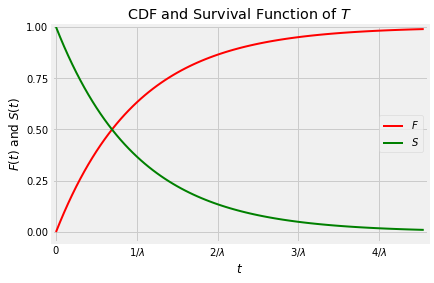 CDF and Survival Function of T
F(t) and S(t)
1.00
0.75
0.50
0.25
0.00
F
S
0 1/λ 2/λ 3/λ 4/λ
t